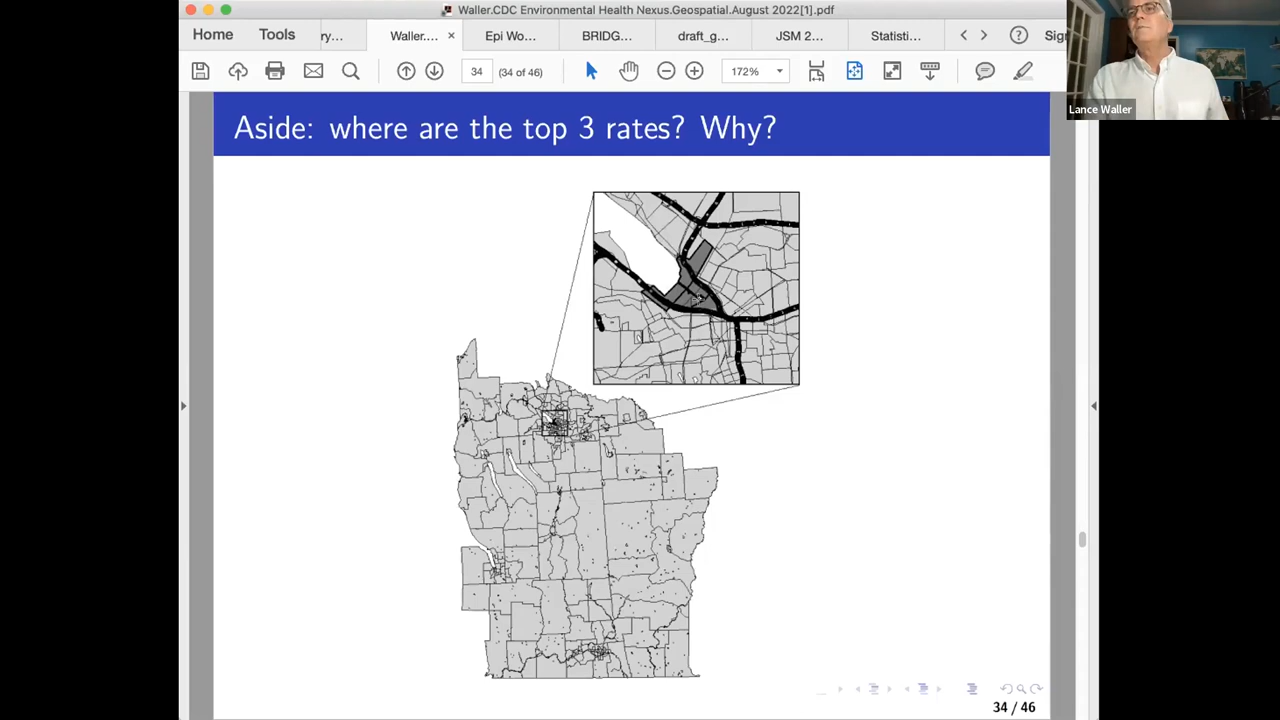 Waller.CDC Environmental Health Nexus.Geospatial.August 2022[1].pdf
Home Tools ry... Waller.... × Epi Wo... BRIDG... draft_g... JSM 2... Statisti... Sig
34 (34 of 46) 172%
Lance Waller
Aside: where are the top 3 rates? Why?
34 / 46